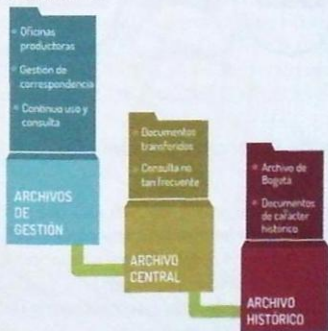 Oficinas
productoras
Gestión de
correspondencia
Continuo uso y
consulta
ARCHIVOS
DE
GESTIÓN
Documentos
transferidos
Consulta no
tan frecuente
ARCHIVO
CENTRAL
Archivo de
Bogotá
Documentos
de carácter
histórico
ARCHIVO
HISTÓRICO